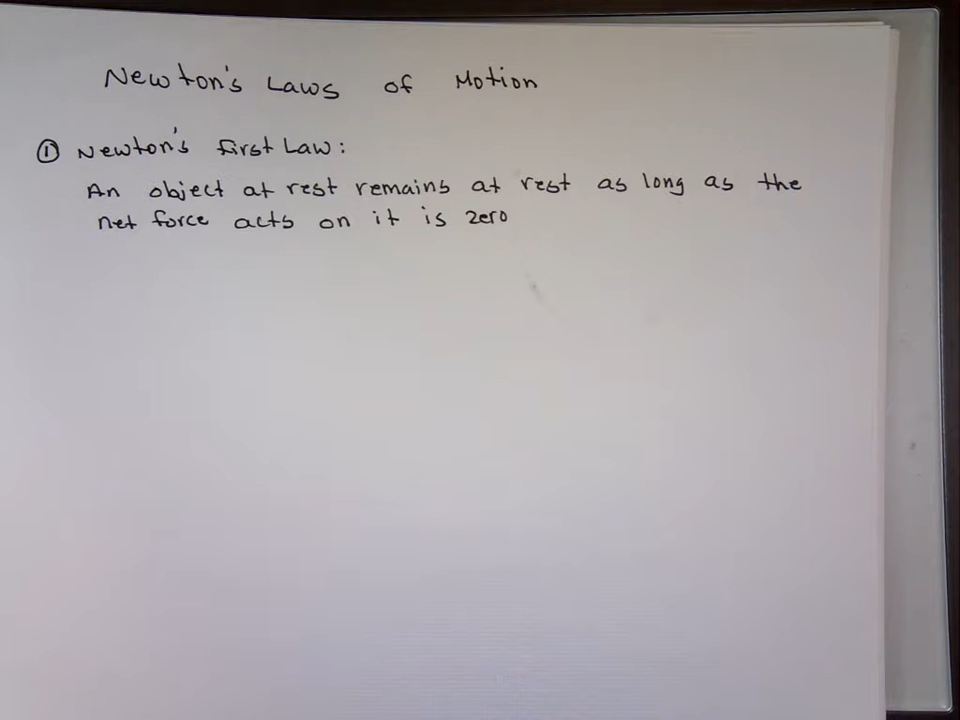 Newton's Laws of Motion
① Newton's First Law:
An object at rest remains at rest as long as the
net force acts on it is zero